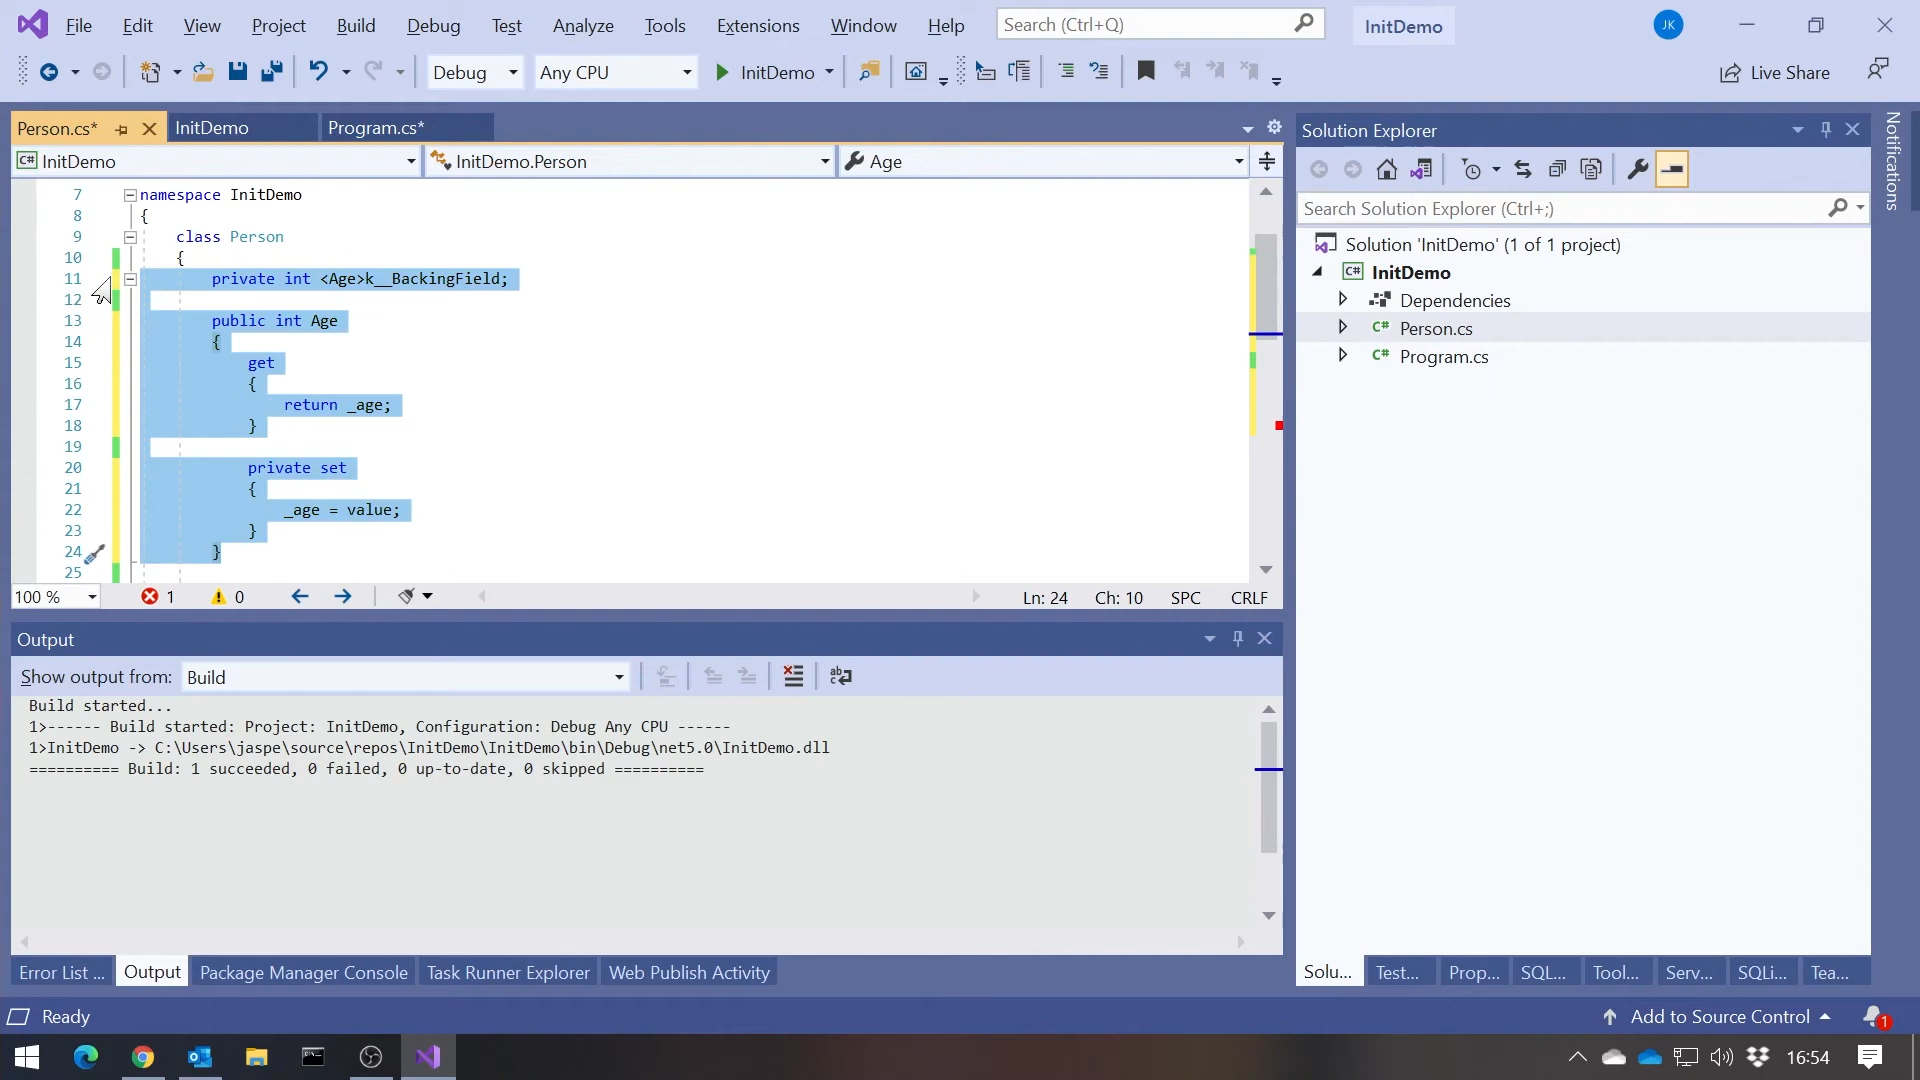 File Edit View Project Build Debug Test Analyze Tools Extensions Window Help Search (Ctrl+Q) InitDemo JK
Debug Any CPU InitDemo Live Share
Person.cs* InitDemo Program.cs*
C# InitDemo InitDemo.Person Age
7 namespace InitDemo
8 {
9 class Person
10 {
11 private int <Age>k__BackingField;
12
13 public int Age
14 {
15 get
16 {
17 return _age;
18 }
19
20 private set
21 {
22 _age = value;
23 }
24 }
25
100 % 1 0 Ln: 24 Ch: 10 SPC CRLF
Output
Show output from: Build
Build started...
1>------ Build started: Project: InitDemo, Configuration: Debug Any CPU ------
1>InitDemo -> C:\Users\jaspe\source\repos\InitDemo\InitDemo\bin\Debug\net5.0\InitDemo.dll
========== Build: 1 succeeded, 0 failed, 0 up-to-date, 0 skipped ==========
Error List ... Output Package Manager Console Task Runner Explorer Web Publish Activity
Solution Explorer
Search Solution Explorer (Ctrl+;)
Solution 'InitDemo' (1 of 1 project)
C# InitDemo
Dependencies
C# Person.cs
C# Program.cs
Solu... Test... Prop... SQL... Tool... Serv... SQLi... Tea...
Notifications
Ready Add to Source Control 1
16:54